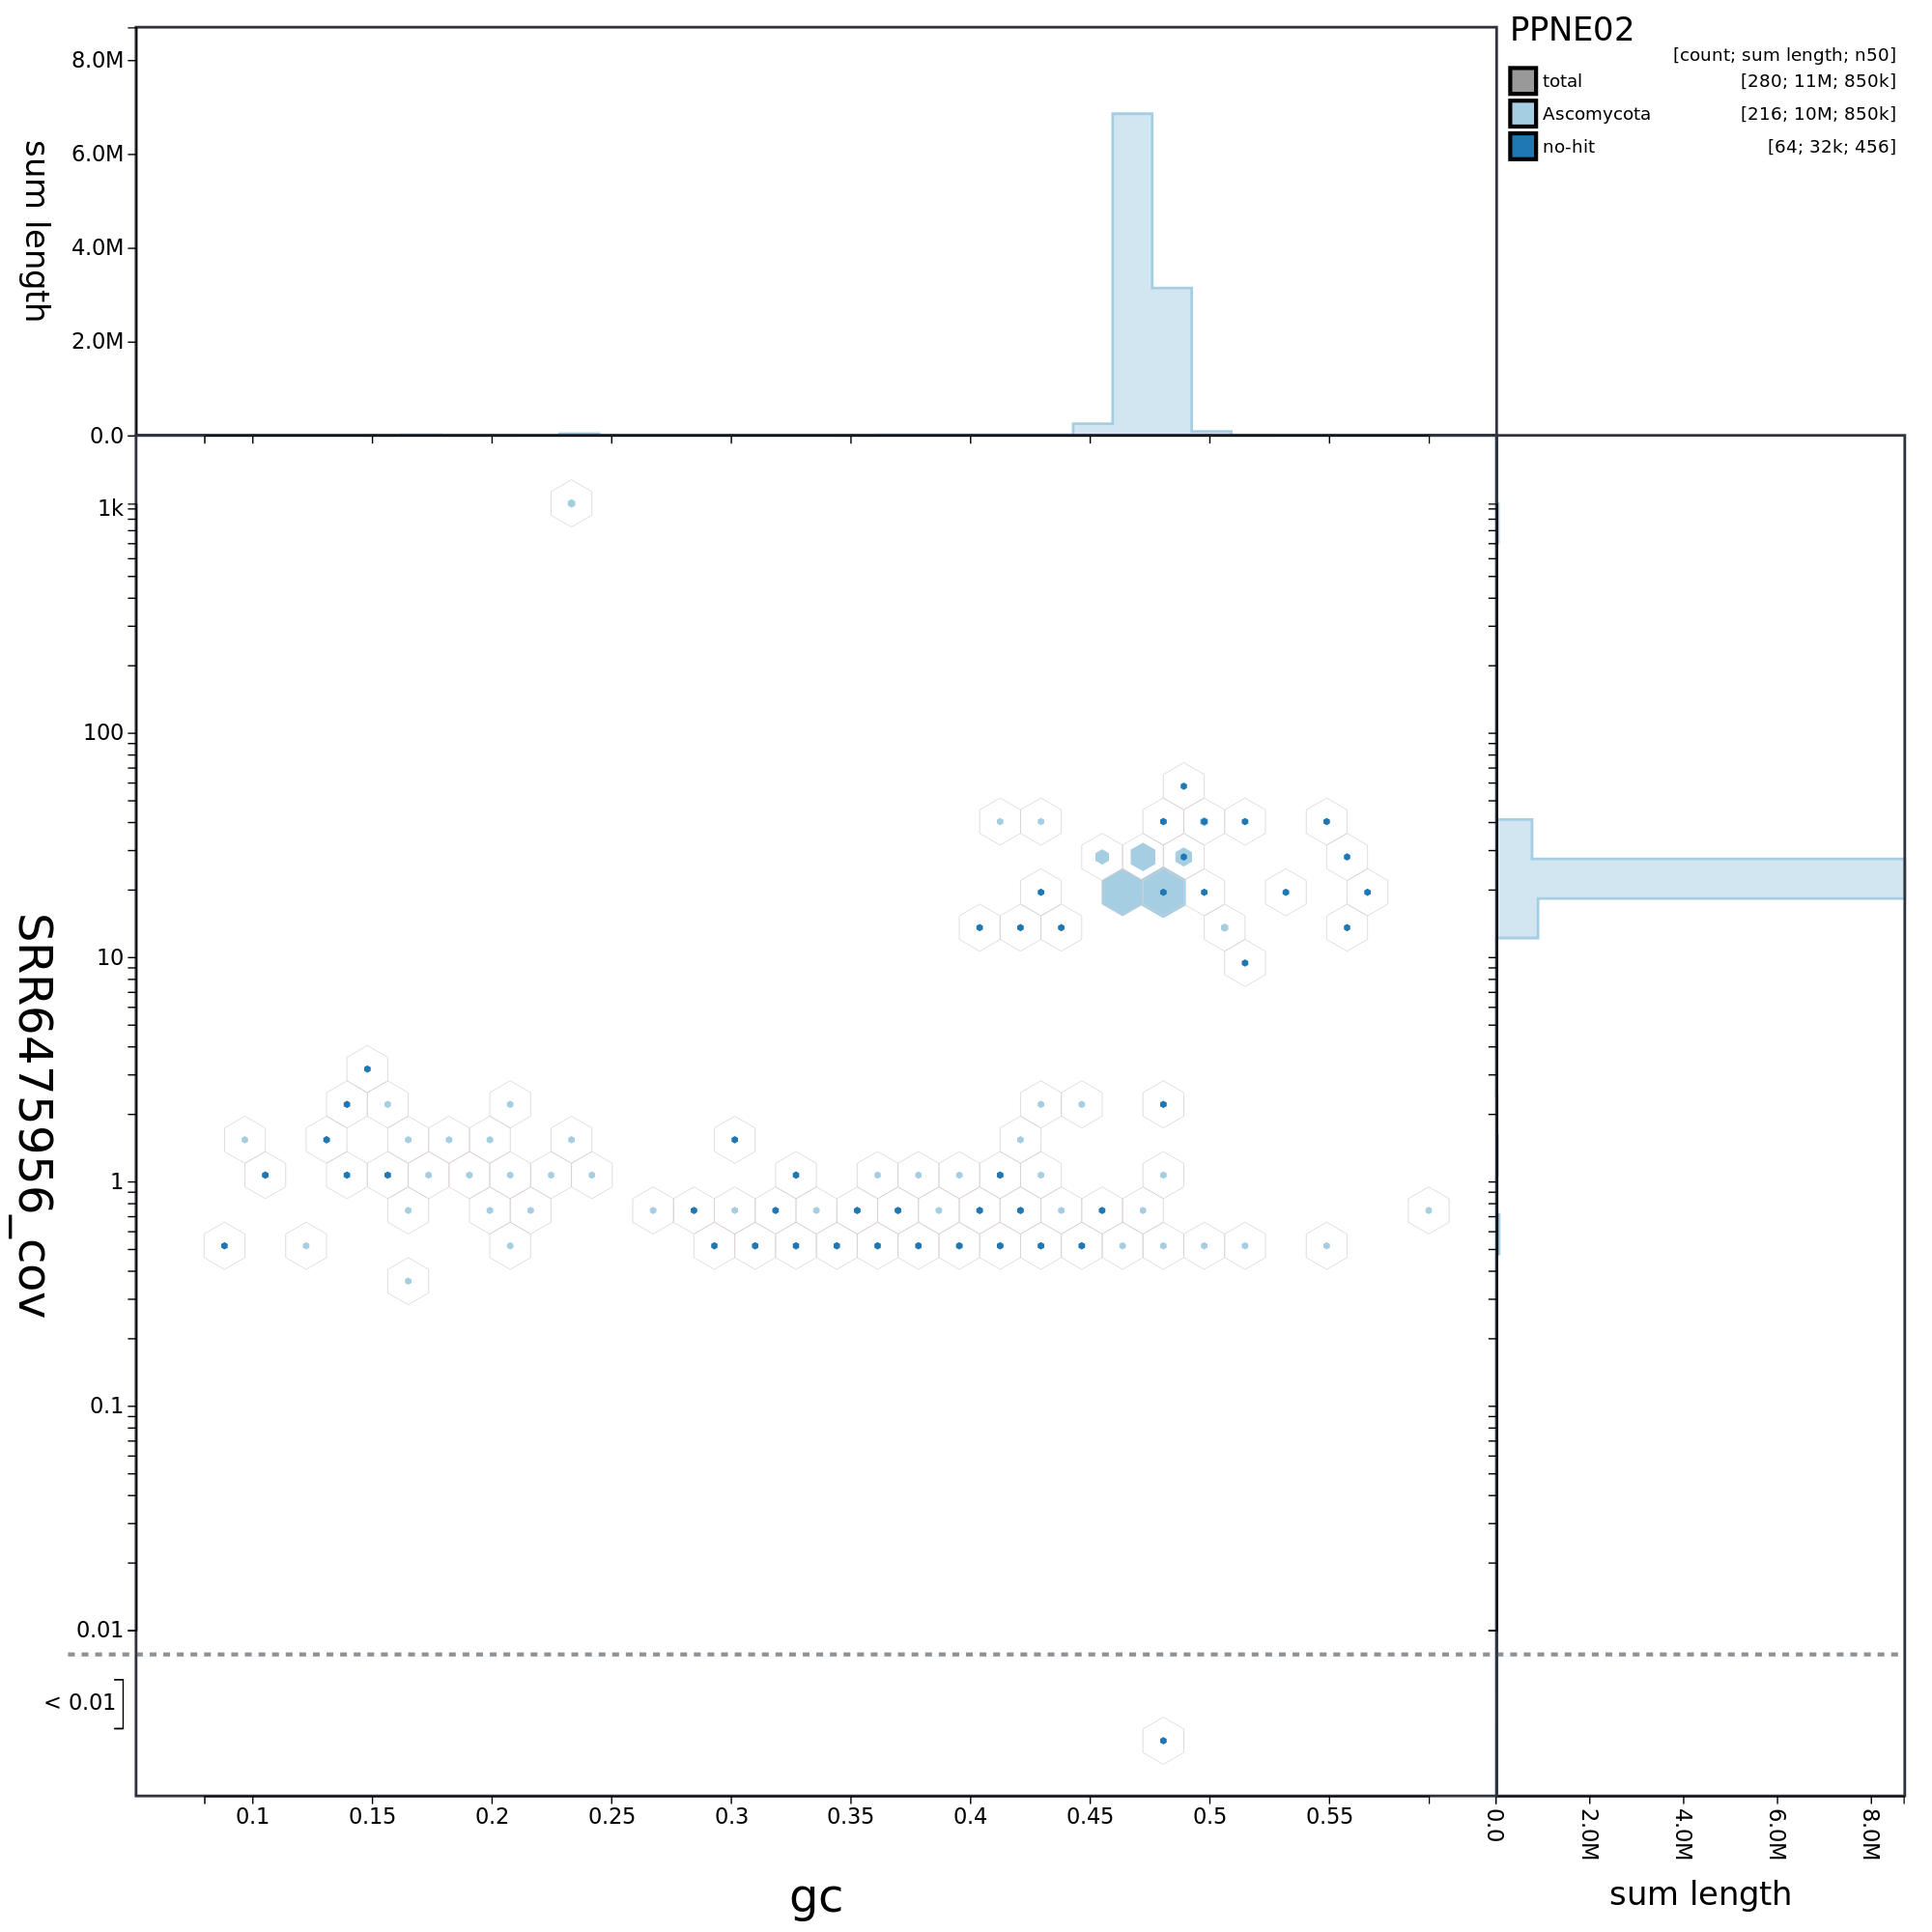 PPNE02
[count; sum length; n50]
total [280; 11M; 850k]
Ascomycota [216; 10M; 850k]
no-hit [64; 32k; 456]
sum length
8.0M
6.0M
4.0M
2.0M
0.0
SRR6475956_cov
1k
100
10
1
0.1
0.01
< 0.01
0.1 0.15 0.2 0.25 0.3 0.35 0.4 0.45 0.5 0.55
gc
0.0 2.0M 4.0M 6.0M 8.0M
sum length